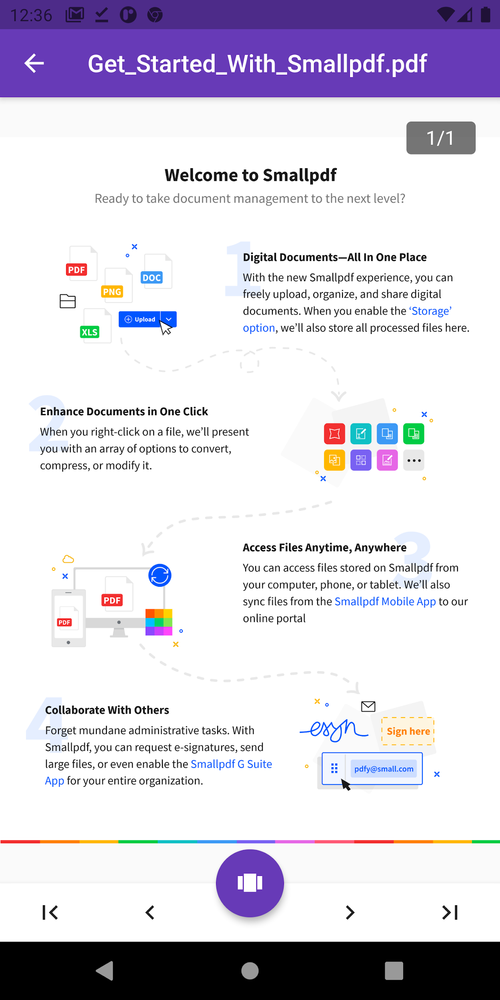 12:36
Get_Started_With_Smallpdf.pdf
1/1
Welcome to Smallpdf
Ready to take document management to the next level?
PDF
PNG
DOC
XLS
Upload
1
Digital Documents—All In One Place
With the new Smallpdf experience, you can
freely upload, organize, and share digital
documents. When you enable the ‘Storage’
option, we’ll also store all processed files here.
2
Enhance Documents in One Click
When you right-click on a file, we’ll present
you with an array of options to convert,
compress, or modify it.
3
Access Files Anytime, Anywhere
You can access files stored on Smallpdf from
your computer, phone, or tablet. We’ll also
sync files from the Smallpdf Mobile App to our
online portal
PDF
PDF
4
Collaborate With Others
Forget mundane administrative tasks. With
Smallpdf, you can request e-signatures, send
large files, or even enable the Smallpdf G Suite
App for your entire organization.
esign
Sign here
pdfy@small.com